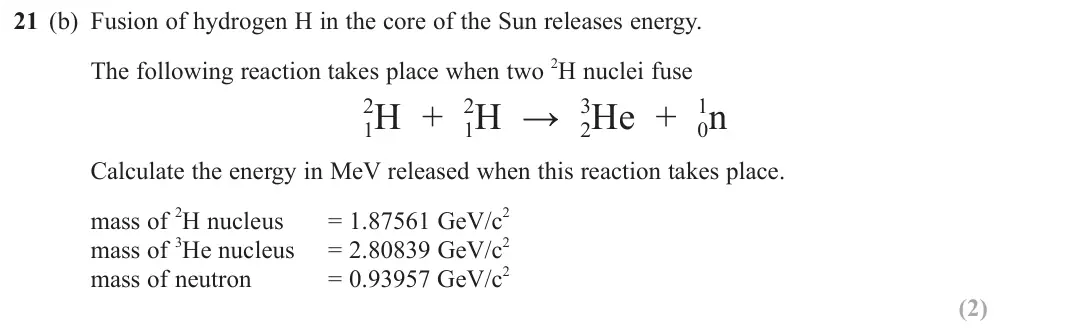 21 (b) Fusion of hydrogen H in the core of the Sun releases energy.
The following reaction takes place when two ²H nuclei fuse
²₁H + ²₁H → ³₂He + ¹₀n
Calculate the energy in MeV released when this reaction takes place.
mass of ²H nucleus = 1.87561 GeV/c²
mass of ³He nucleus = 2.80839 GeV/c²
mass of neutron = 0.93957 GeV/c²
(2)